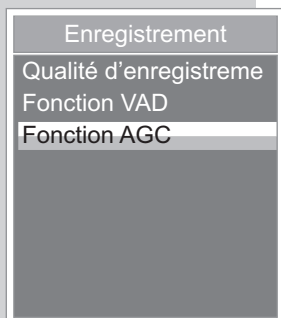 Enregistrement
Qualité d’enregistreme
Fonction VAD
Fonction AGC